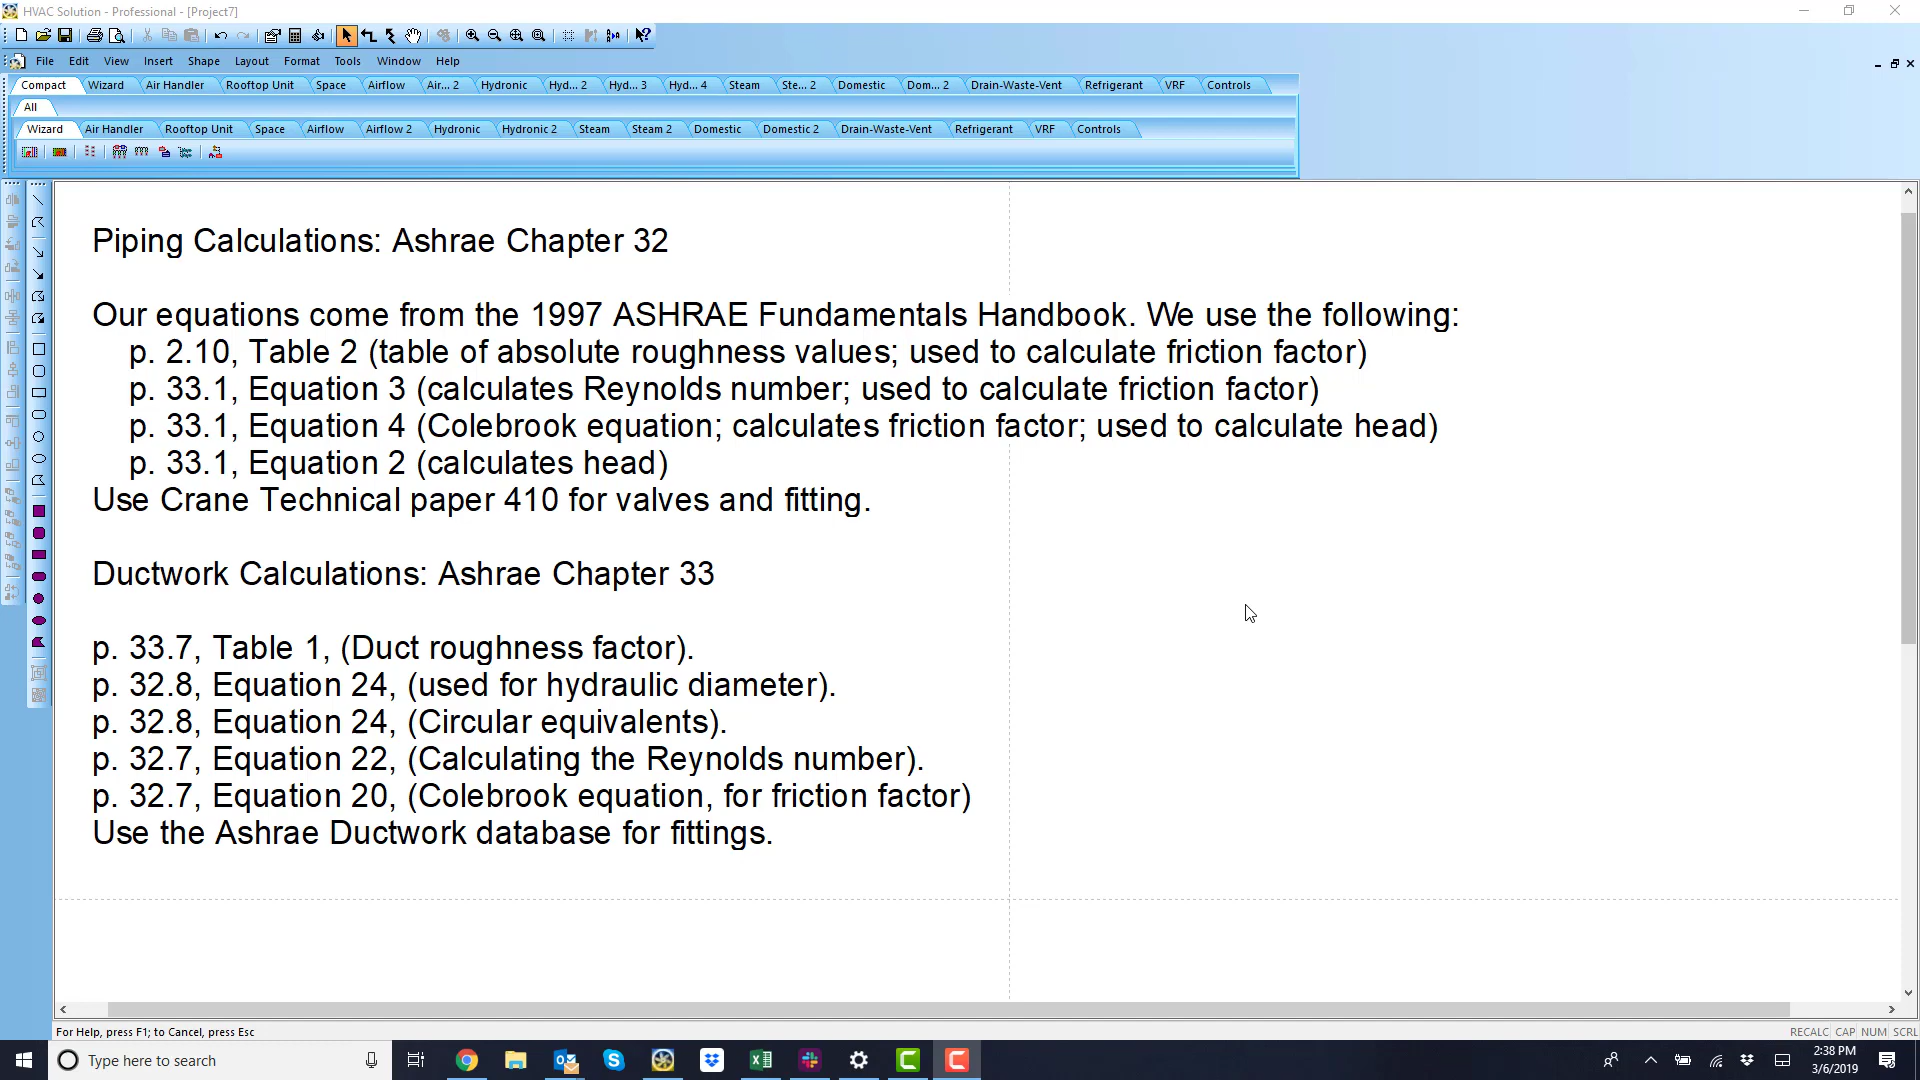 HVAC Solution - Professional - [Project7]
File Edit View Insert Shape Layout Format Tools Window Help
Compact Wizard Air Handler Rooftop Unit Space Airflow Air... 2 Hydronic Hyd... 2 Hyd... 3 Hyd... 4 Steam Ste... 2 Domestic Dom... 2 Drain-Waste-Vent Refrigerant VRF Controls
All
Wizard Air Handler Rooftop Unit Space Airflow Airflow 2 Hydronic Hydronic 2 Steam Steam 2 Domestic Domestic 2 Drain-Waste-Vent Refrigerant VRF Controls
Piping Calculations: Ashrae Chapter 32
Our equations come from the 1997 ASHRAE Fundamentals Handbook. We use the following:
p. 2.10, Table 2 (table of absolute roughness values; used to calculate friction factor)
p. 33.1, Equation 3 (calculates Reynolds number; used to calculate friction factor)
p. 33.1, Equation 4 (Colebrook equation; calculates friction factor; used to calculate head)
p. 33.1, Equation 2 (calculates head)
Use Crane Technical paper 410 for valves and fitting.
Ductwork Calculations: Ashrae Chapter 33
p. 33.7, Table 1, (Duct roughness factor).
p. 32.8, Equation 24, (used for hydraulic diameter).
p. 32.8, Equation 24, (Circular equivalents).
p. 32.7, Equation 22, (Calculating the Reynolds number).
p. 32.7, Equation 20, (Colebrook equation, for friction factor)
Use the Ashrae Ductwork database for fittings.
For Help, press F1; to Cancel, press Esc
RECALC CAP NUM SCRL
Type here to search
2:38 PM
3/6/2019